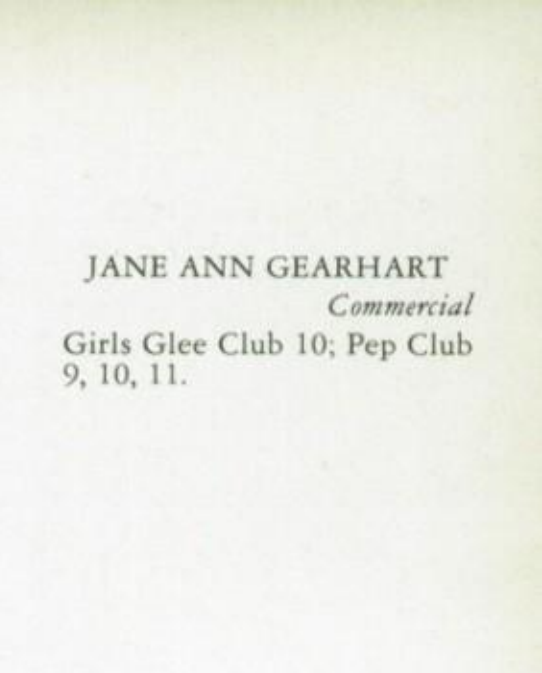 JANE ANN GEARHART
Commercial
Girls Glee Club 10; Pep Club
9, 10, 11.